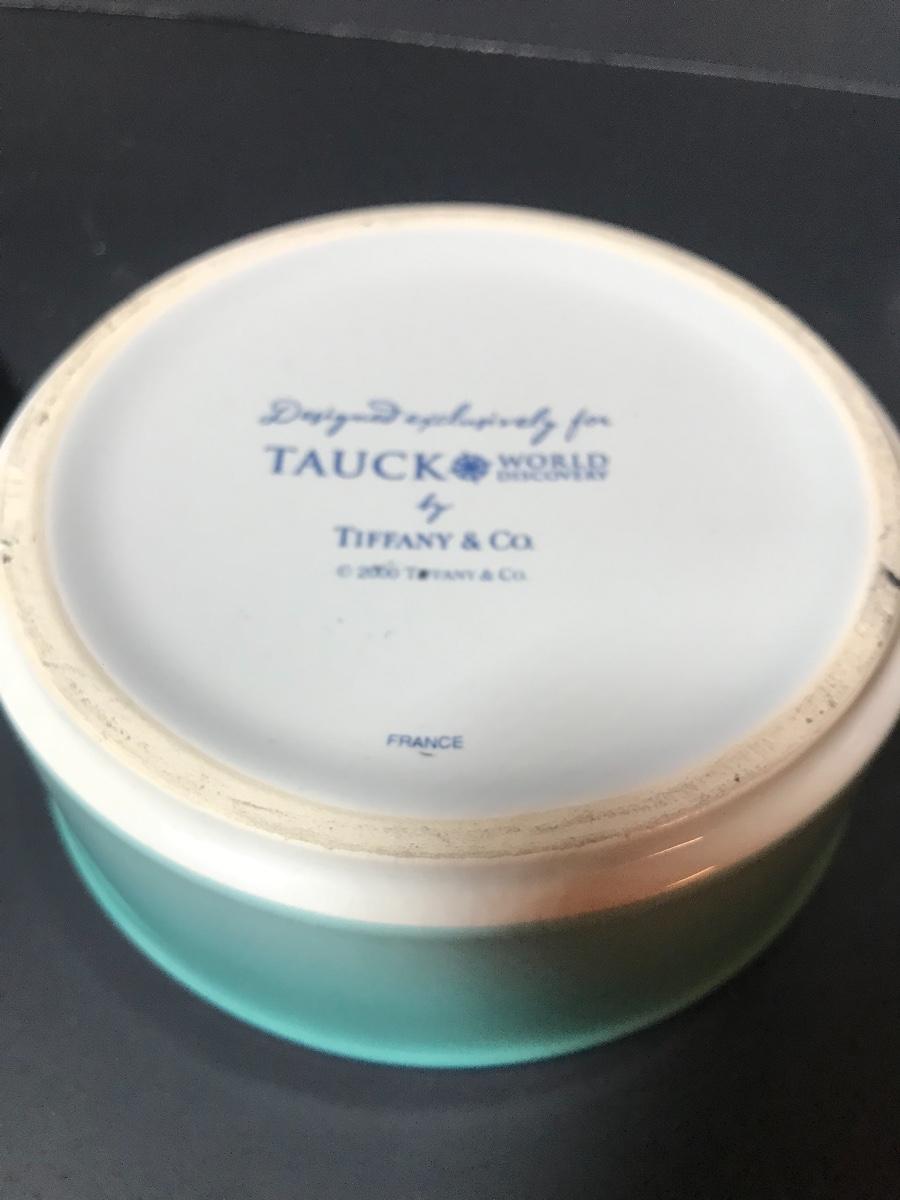 Designed exclusively for
TAUCK WORLD DISCOVERY
by
TIFFANY & CO.
© 2000 TIFFANY & CO.
FRANCE